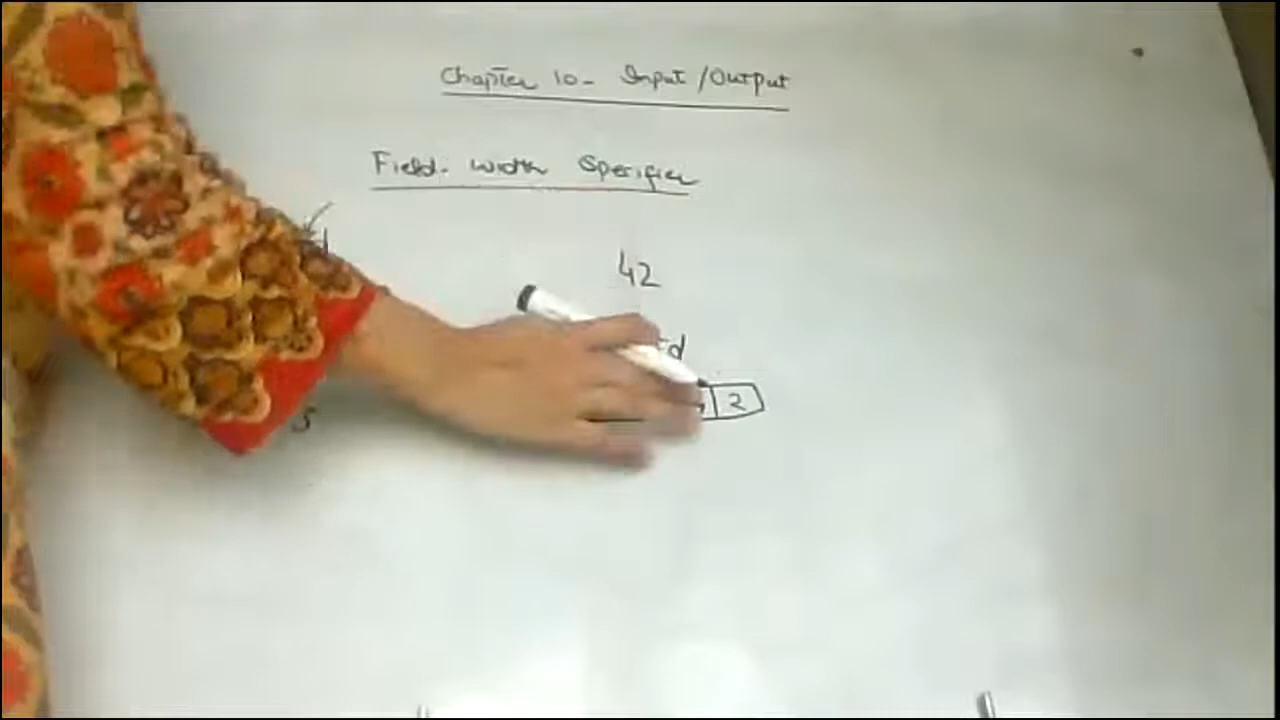 Chapter 10- Input /Output
Field-width Specifier
42
d
2
s